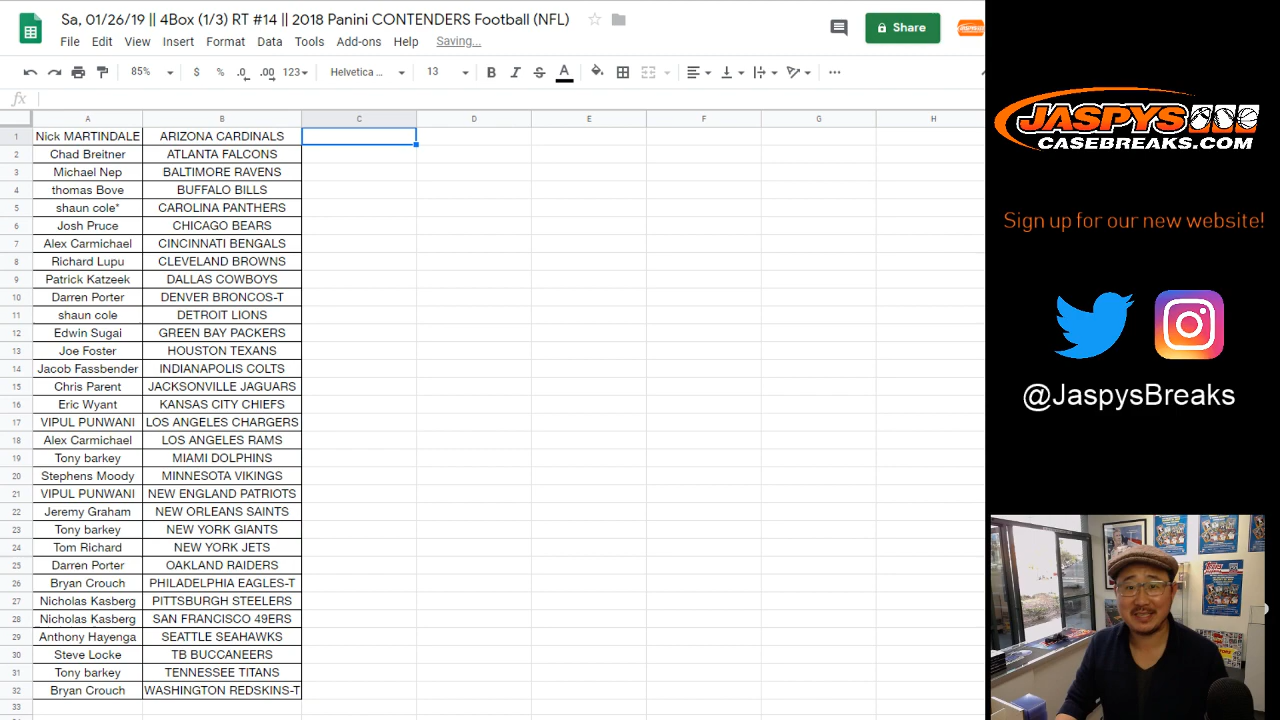 Sa, 01/26/19 || 4Box (1/3) RT #14 || 2018 Panini CONTENDERS Football (NFL)
File Edit View Insert Format Data Tools Add-ons Help Saving...
Share
85% $ % .0 .00 123 Helvetica ... 13 B I S A
fx
A B C D E F G H
1 Nick MARTINDALE ARIZONA CARDINALS
2 Chad Breitner ATLANTA FALCONS
3 Michael Nep BALTIMORE RAVENS
4 thomas Bove BUFFALO BILLS
5 shaun cole* CAROLINA PANTHERS
6 Josh Pruce CHICAGO BEARS
7 Alex Carmichael CINCINNATI BENGALS
8 Richard Lupu CLEVELAND BROWNS
9 Patrick Katzeek DALLAS COWBOYS
10 Darren Porter DENVER BRONCOS-T
11 shaun cole DETROIT LIONS
12 Edwin Sugai GREEN BAY PACKERS
13 Joe Foster HOUSTON TEXANS
14 Jacob Fassbender INDIANAPOLIS COLTS
15 Chris Parent JACKSONVILLE JAGUARS
16 Eric Wyant KANSAS CITY CHIEFS
17 VIPUL PUNWANI LOS ANGELES CHARGERS
18 Alex Carmichael LOS ANGELES RAMS
19 Tony barkey MIAMI DOLPHINS
20 Stephens Moody MINNESOTA VIKINGS
21 VIPUL PUNWANI NEW ENGLAND PATRIOTS
22 Jeremy Graham NEW ORLEANS SAINTS
23 Tony barkey NEW YORK GIANTS
24 Tom Richard NEW YORK JETS
25 Darren Porter OAKLAND RAIDERS
26 Bryan Crouch PHILADELPHIA EAGLES-T
27 Nicholas Kasberg PITTSBURGH STEELERS
28 Nicholas Kasberg SAN FRANCISCO 49ERS
29 Anthony Hayenga SEATTLE SEAHAWKS
30 Steve Locke TB BUCCANEERS
31 Tony barkey TENNESSEE TITANS
32 Bryan Crouch WASHINGTON REDSKINS-T
33
JASPYS
CASEBREAKS.COM
Sign up for our new website!
@JaspysBreaks